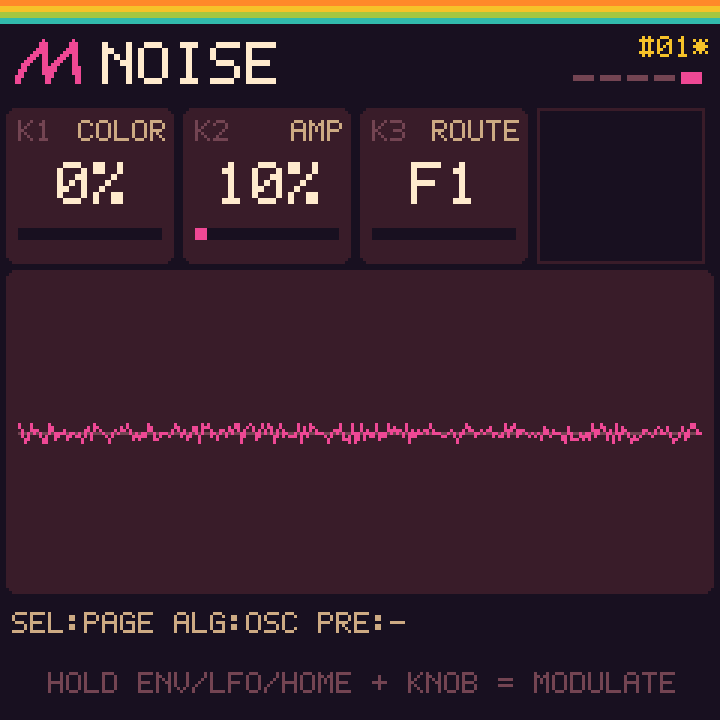 NOISE
#01*
K1 COLOR
0%
K2 AMP
10%
K3 ROUTE
F1
SEL:PAGE ALG:OSC PRE:-
HOLD ENV/LFO/HOME + KNOB = MODULATE